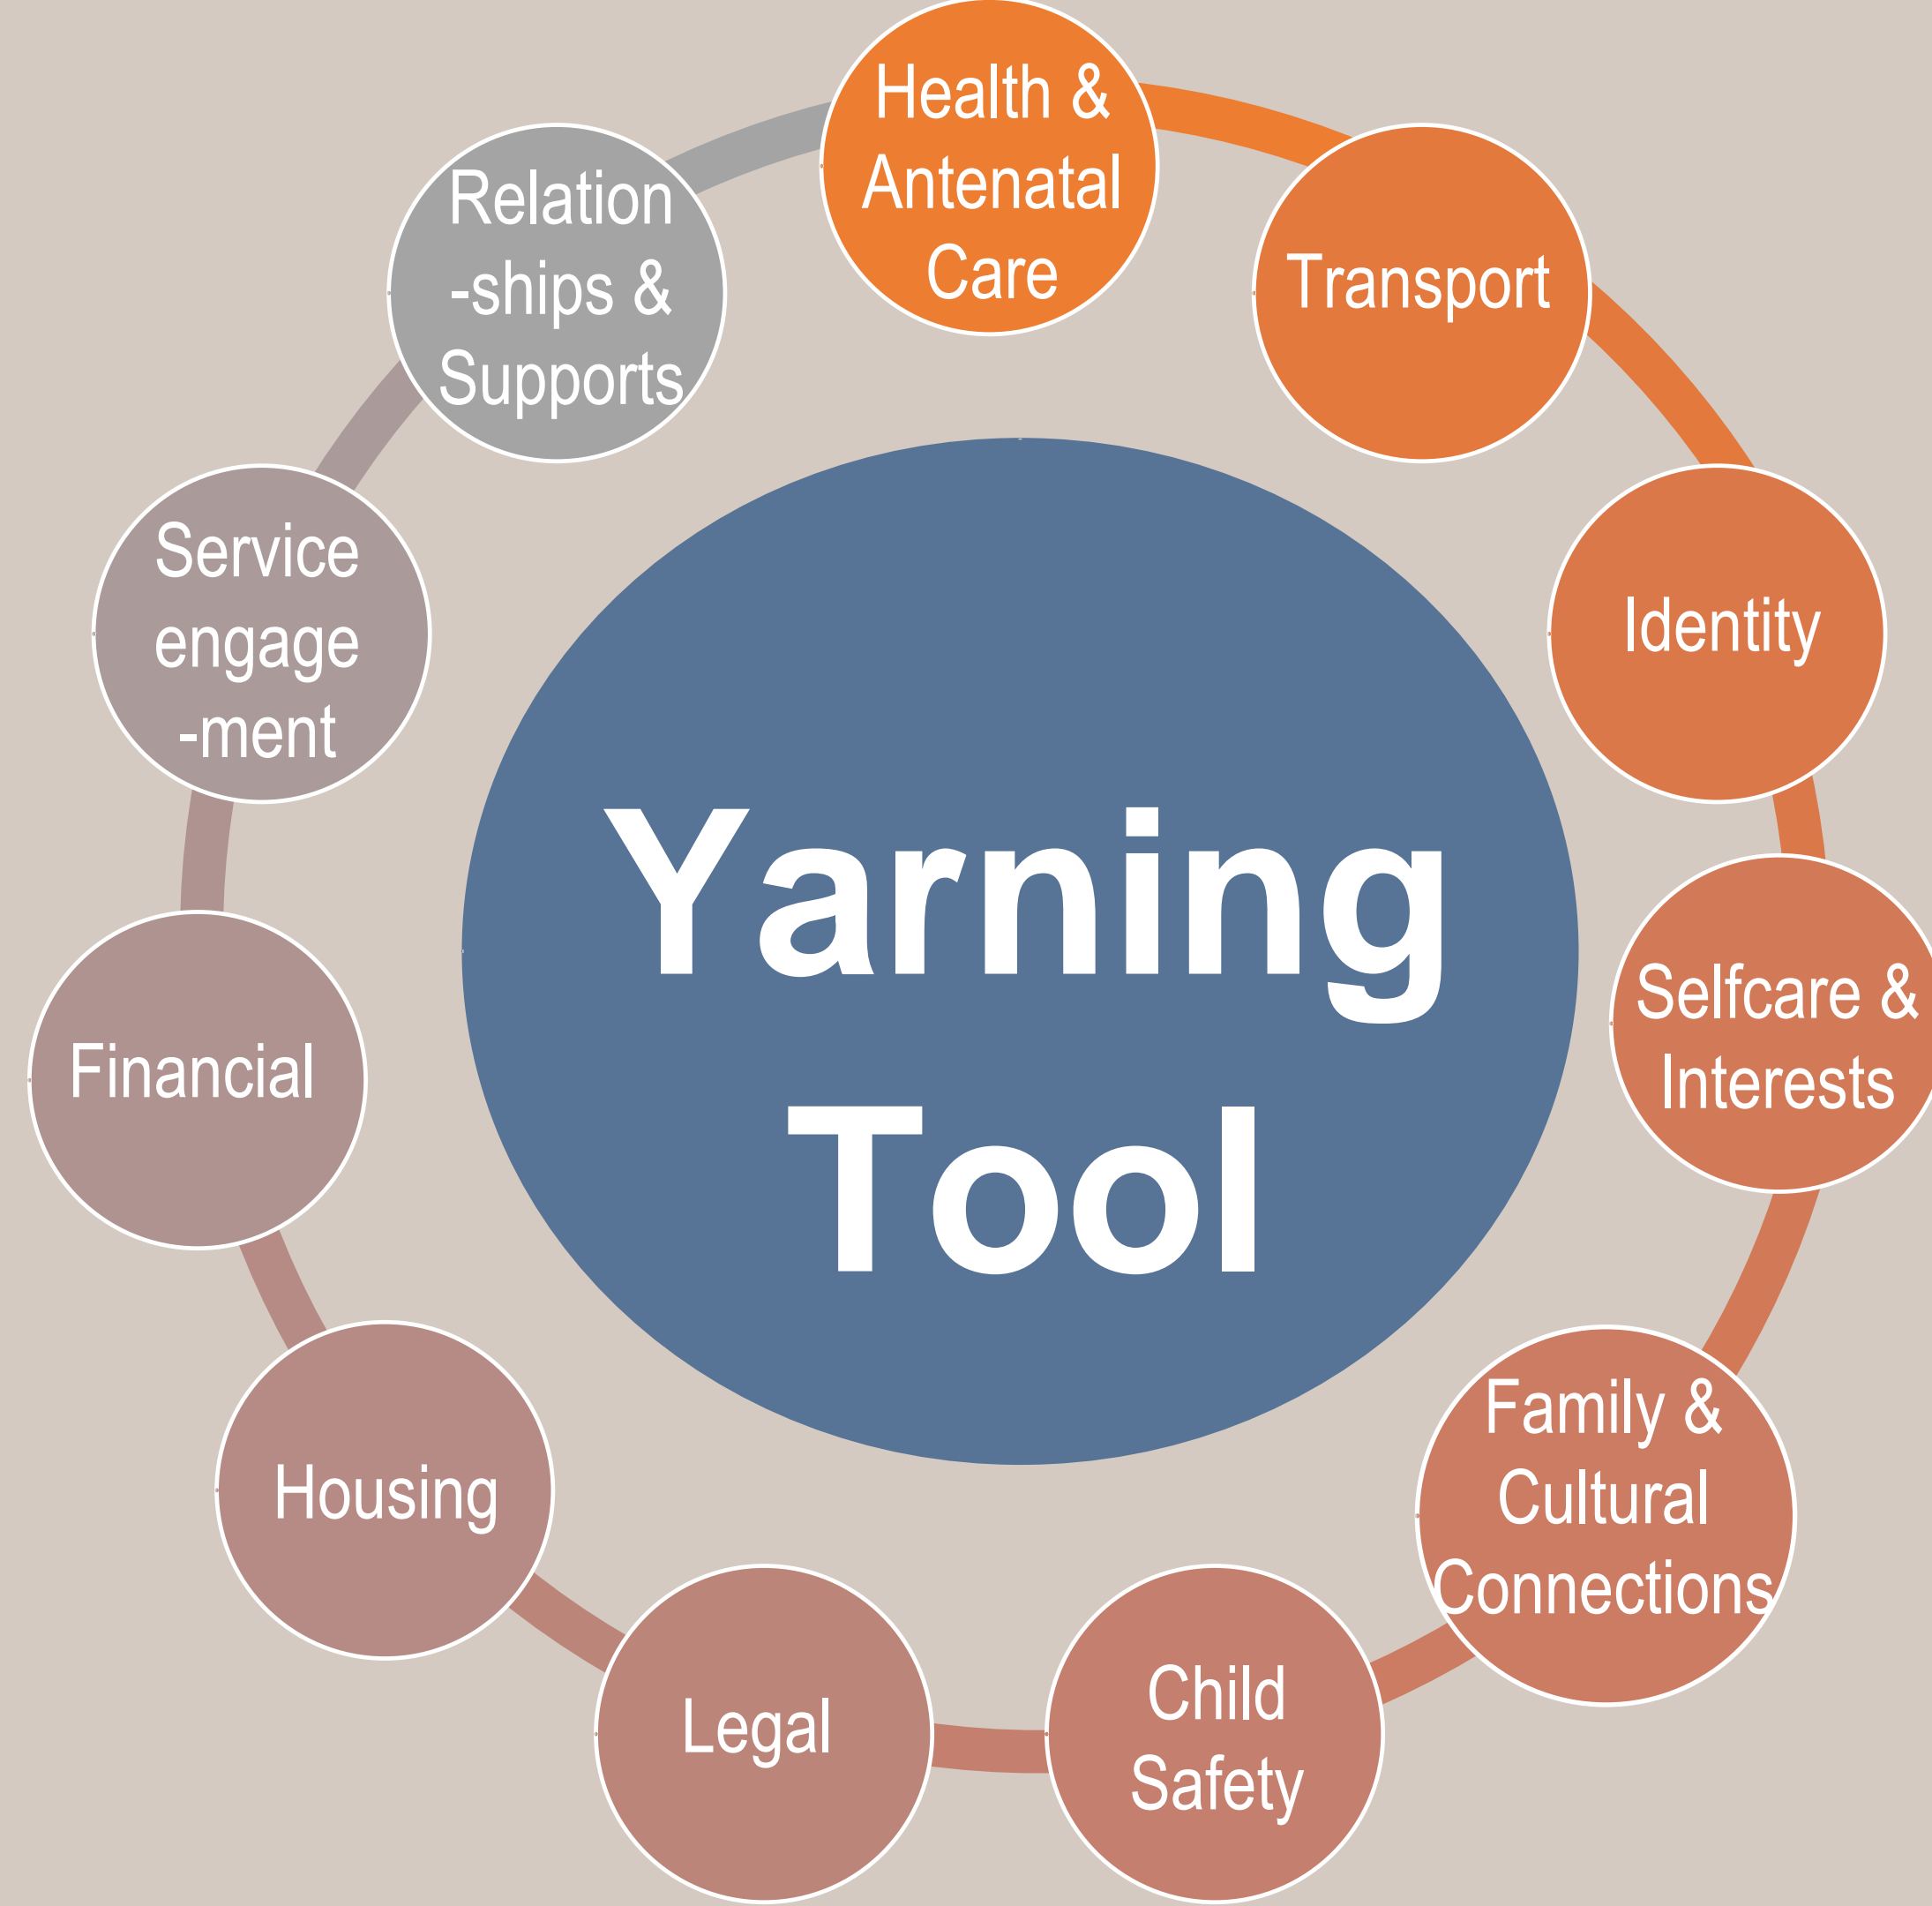 Health &
Antenatal
Care
Transport
Identity
Selfcare &
Interests
Family &
Cultural
Connections
Child
Safety
Legal
Housing
Financial
Service
engage
-ment
Relation
-ships &
Supports
Yarning
Tool